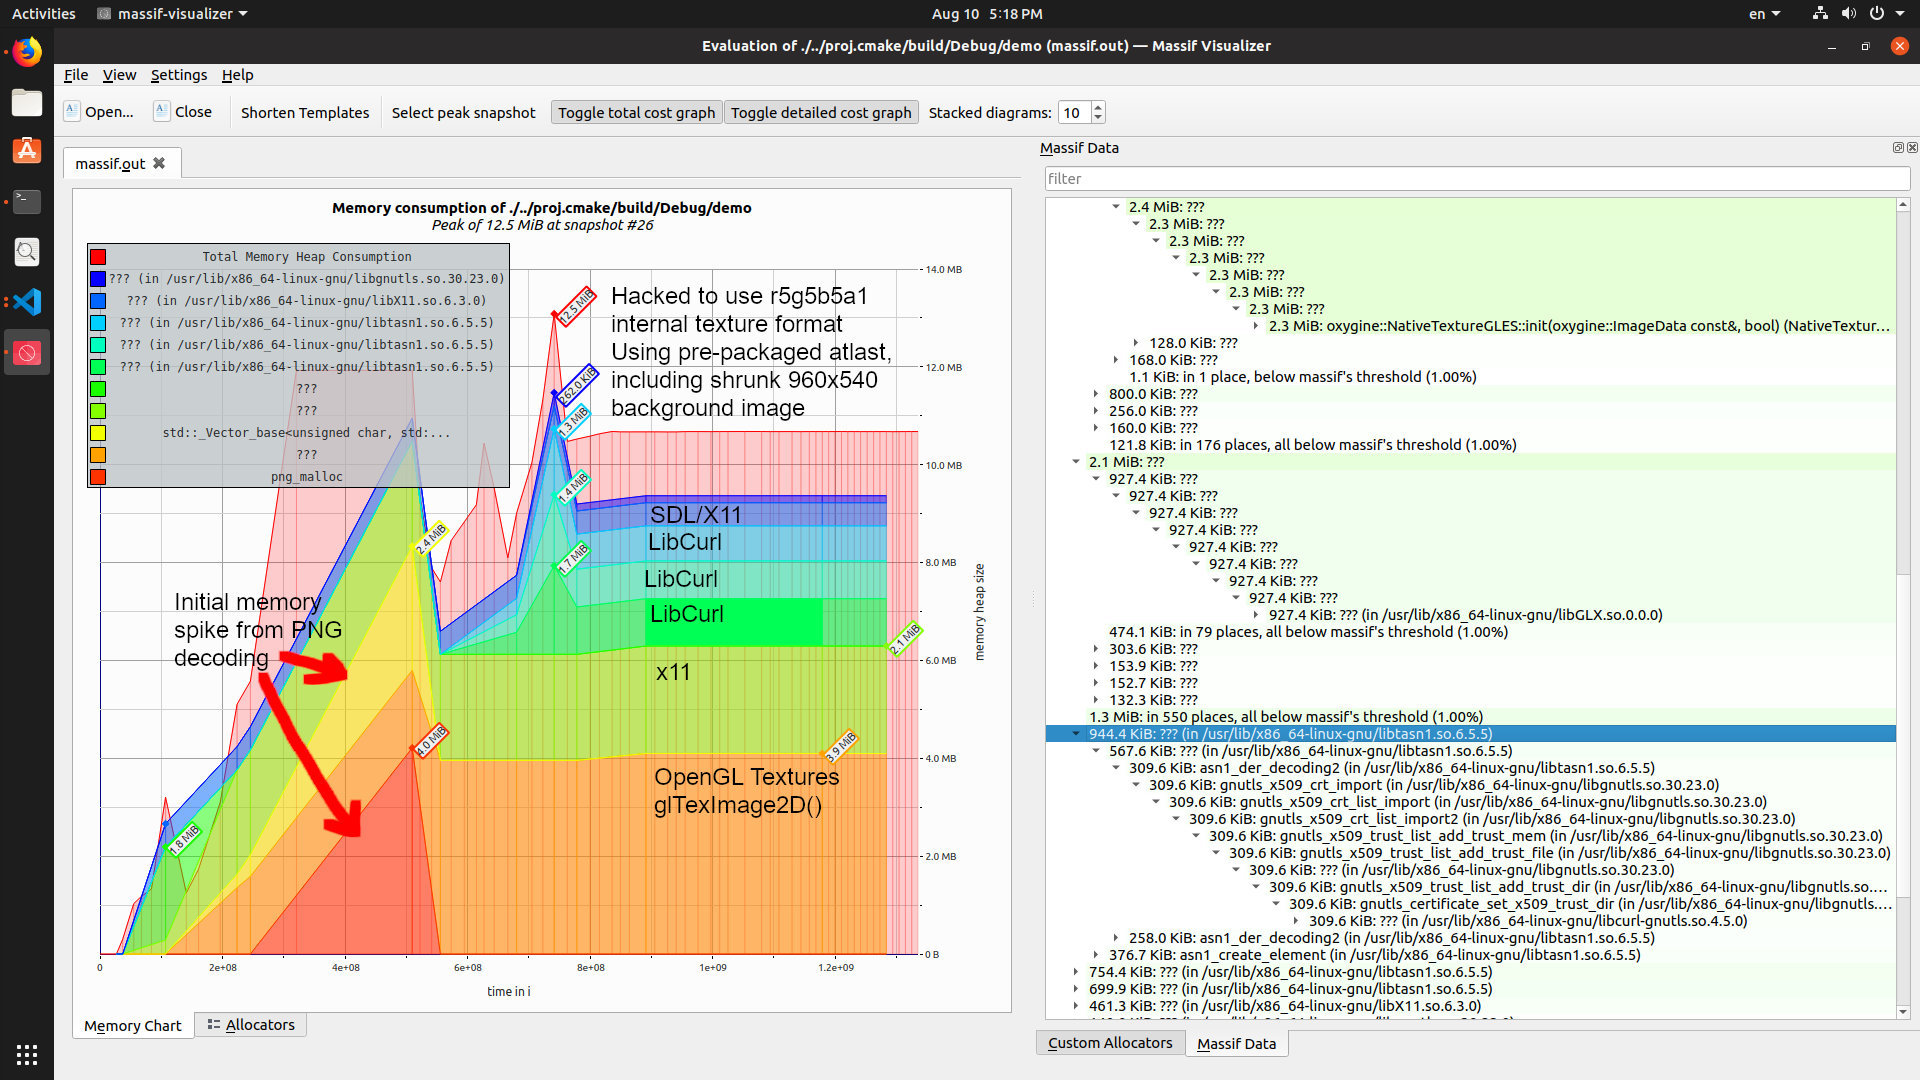 Activities
massif-visualizer
Aug 10 5:18 PM
en
Evaluation of ./../proj.cmake/build/Debug/demo (massif.out) — Massif Visualizer
File View Settings Help
Open...
Close
Shorten Templates
Select peak snapshot
Toggle total cost graph
Toggle detailed cost graph
Stacked diagrams: 10
massif.out
Memory consumption of ./../proj.cmake/build/Debug/demo
Peak of 12.5 MiB at snapshot #26
Total Memory Heap Consumption
??? (in /usr/lib/x86_64-linux-gnu/libgnutls.so.30.23.0)
??? (in /usr/lib/x86_64-linux-gnu/libX11.so.6.3.0)
??? (in /usr/lib/x86_64-linux-gnu/libtasn1.so.6.5.5)
??? (in /usr/lib/x86_64-linux-gnu/libtasn1.so.6.5.5)
??? (in /usr/lib/x86_64-linux-gnu/libtasn1.so.6.5.5)
???
???
std::_Vector_base<unsigned char, std:...
???
png_malloc
Hacked to use r5g5b5a1
internal texture format
Using pre-packaged atlast,
including shrunk 960x540
background image
12.5 MiB
262.0 KiB
1.3 MiB
1.4 MiB
1.7 MiB
2.4 MiB
1.8 MiB
4.0 MiB
3.9 MiB
2.1 MiB
Initial memory
spike from PNG
decoding
SDL/X11
LibCurl
LibCurl
LibCurl
x11
OpenGL Textures
glTexImage2D()
14.0 MB
12.0 MB
10.0 MB
8.0 MB
6.0 MB
4.0 MB
2.0 MB
0 B
memory heap size
0
2e+08
4e+08
6e+08
8e+08
1e+09
1.2e+09
time in i
Memory Chart
Allocators
Massif Data
filter
2.4 MiB: ???
2.3 MiB: ???
2.3 MiB: ???
2.3 MiB: ???
2.3 MiB: ???
2.3 MiB: ???
2.3 MiB: ???
2.3 MiB: oxygine::NativeTextureGLES::init(oxygine::ImageData const&, bool) (NativeTextur...
128.0 KiB: ???
168.0 KiB: ???
1.1 KiB: in 1 place, below massif's threshold (1.00%)
800.0 KiB: ???
256.0 KiB: ???
160.0 KiB: ???
121.8 KiB: in 176 places, all below massif's threshold (1.00%)
2.1 MiB: ???
927.4 KiB: ???
927.4 KiB: ???
927.4 KiB: ???
927.4 KiB: ???
927.4 KiB: ???
927.4 KiB: ???
927.4 KiB: ???
927.4 KiB: ???
927.4 KiB: ??? (in /usr/lib/x86_64-linux-gnu/libGLX.so.0.0.0)
474.1 KiB: in 79 places, all below massif's threshold (1.00%)
303.6 KiB: ???
153.9 KiB: ???
152.7 KiB: ???
132.3 KiB: ???
1.3 MiB: in 550 places, all below massif's threshold (1.00%)
944.4 KiB: ??? (in /usr/lib/x86_64-linux-gnu/libtasn1.so.6.5.5)
567.6 KiB: ??? (in /usr/lib/x86_64-linux-gnu/libtasn1.so.6.5.5)
309.6 KiB: asn1_der_decoding2 (in /usr/lib/x86_64-linux-gnu/libtasn1.so.6.5.5)
309.6 KiB: gnutls_x509_crt_import (in /usr/lib/x86_64-linux-gnu/libgnutls.so.30.23.0)
309.6 KiB: gnutls_x509_crt_list_import (in /usr/lib/x86_64-linux-gnu/libgnutls.so.30.23.0)
309.6 KiB: gnutls_x509_crt_list_import2 (in /usr/lib/x86_64-linux-gnu/libgnutls.so.30.23.0)
309.6 KiB: gnutls_x509_trust_list_add_trust_mem (in /usr/lib/x86_64-linux-gnu/libgnutls.so.30.23.0)
309.6 KiB: gnutls_x509_trust_list_add_trust_file (in /usr/lib/x86_64-linux-gnu/libgnutls.so.30.23.0)
309.6 KiB: ??? (in /usr/lib/x86_64-linux-gnu/libgnutls.so.30.23.0)
309.6 KiB: gnutls_x509_trust_list_add_trust_dir (in /usr/lib/x86_64-linux-gnu/libgnutls.so....
309.6 KiB: gnutls_certificate_set_x509_trust_dir (in /usr/lib/x86_64-linux-gnu/libgnutls....
309.6 KiB: ??? (in /usr/lib/x86_64-linux-gnu/libcurl-gnutls.so.4.5.0)
258.0 KiB: asn1_der_decoding2 (in /usr/lib/x86_64-linux-gnu/libtasn1.so.6.5.5)
376.7 KiB: asn1_create_element (in /usr/lib/x86_64-linux-gnu/libtasn1.so.6.5.5)
754.4 KiB: ??? (in /usr/lib/x86_64-linux-gnu/libtasn1.so.6.5.5)
699.9 KiB: ??? (in /usr/lib/x86_64-linux-gnu/libtasn1.so.6.5.5)
461.3 KiB: ??? (in /usr/lib/x86_64-linux-gnu/libX11.so.6.3.0)
Custom Allocators
Massif Data